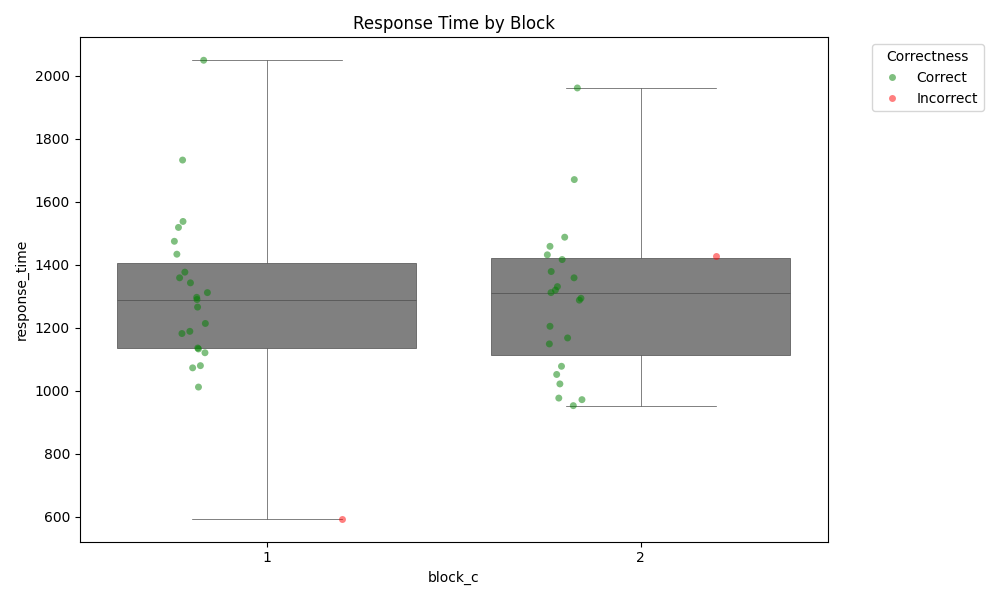 Response Time by Block
Correctness
Correct
Incorrect
response_time
2000
1800
1600
1400
1200
1000
800
600
1
2
block_c